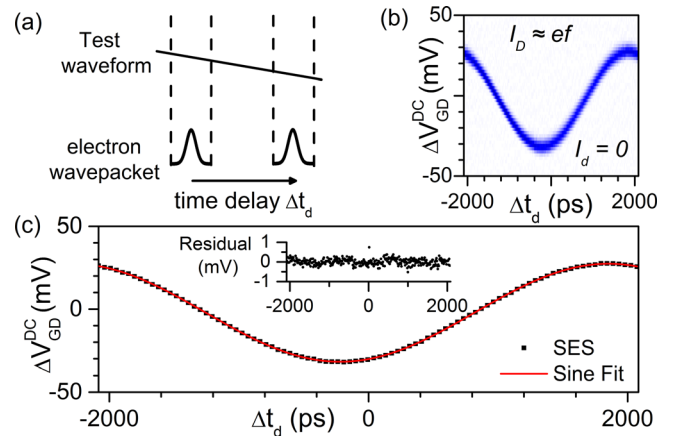 (a)
Test
waveform
electron
wavepacket
time delay Δt_d
(b)
50
-50
ΔV_GD^DC (mV)
I_D ≈ ef
I_d = 0
-2000
2000
Δt_d (ps)
(c)
50
0
-50
ΔV_GD^DC (mV)
Residual
(mV)
1
0
-1
-2000 0 2000
SES
Sine Fit
-2000 Δt_d (ps) 0 2000